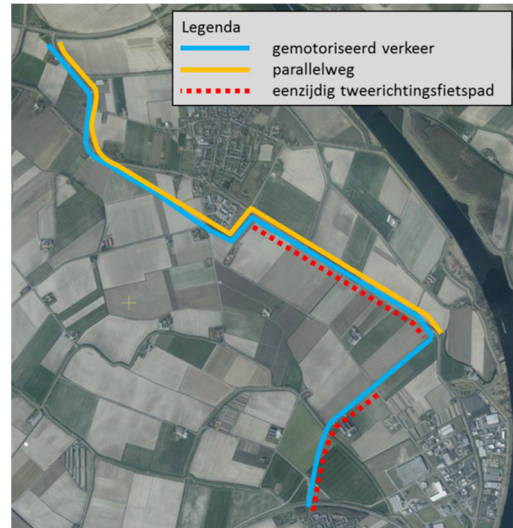 Legenda
gemotoriseerd verkeer
parallelweg
eenzijdig tweerichtingsfietspad